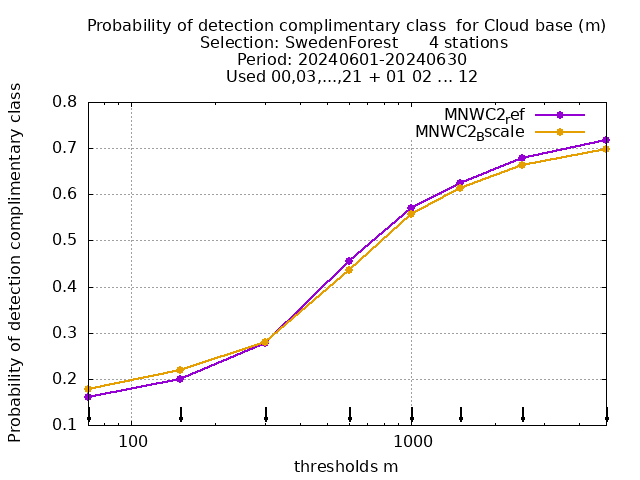 Probability of detection complimentary class  for Cloud base (m)
Selection: SwedenForest      4 stations
Period: 20240601-20240630
Used 00,03,...,21 + 01 02 ... 12
Probability of detection complimentary class
0.8
0.7
0.6
0.5
0.4
0.3
0.2
0.1
MNWC2ref
MNWC2Bscale
100
1000
thresholds m